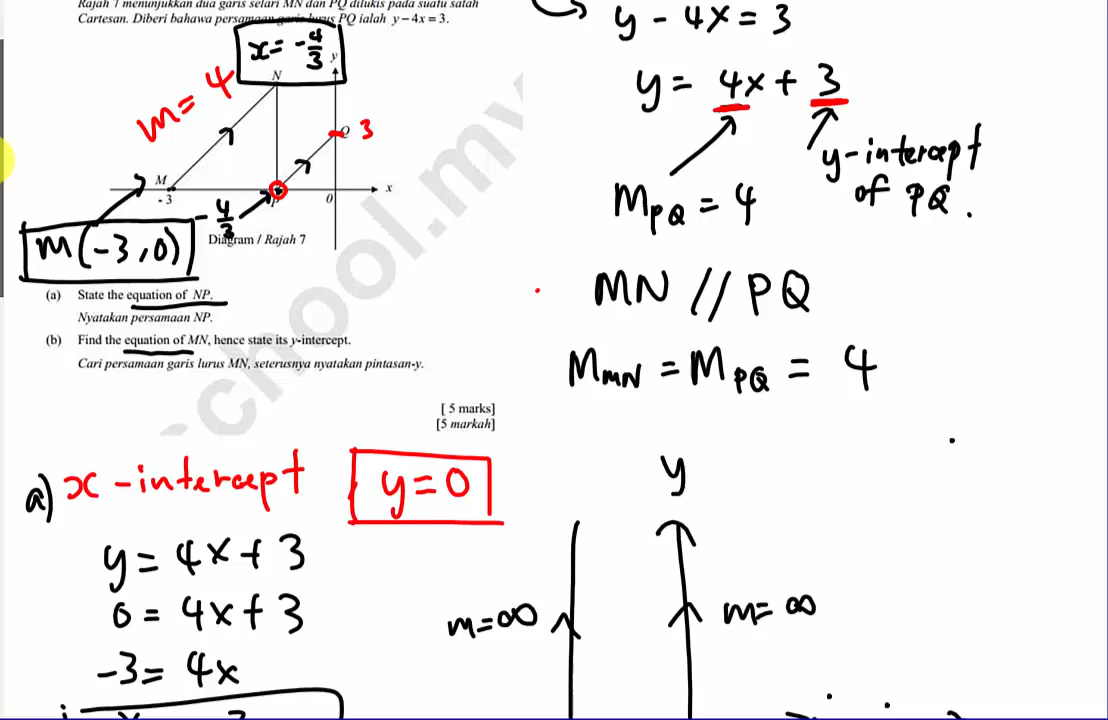 Rajah 7 menunjukkan dua garis selari MN dan PQ dilukis pada suatu satah
Cartesan. Diberi bahawa persamaan garis lurus PQ ialah y – 4x = 3.
x = -4/3
m = 4
N
y
Q
3
M
-3
-4/3
P
0
x
M(-3,0)
Diagram / Rajah 7
(a) State the equation of NP.
Nyatakan persamaan NP.
(b) Find the equation of MN, hence state its y-intercept.
Cari persamaan garis lurus MN, seterusnya nyatakan pintasan-y.
[ 5 marks]
[5 markah]
a) x-intercept
y=0
y = 4x + 3
0 = 4x + 3
-3 = 4x
y - 4x = 3
y = 4x + 3
y-intercept
of PQ.
MPQ = 4
MN // PQ
MMN = MPQ = 4
y
m=∞
m=∞
chool.my